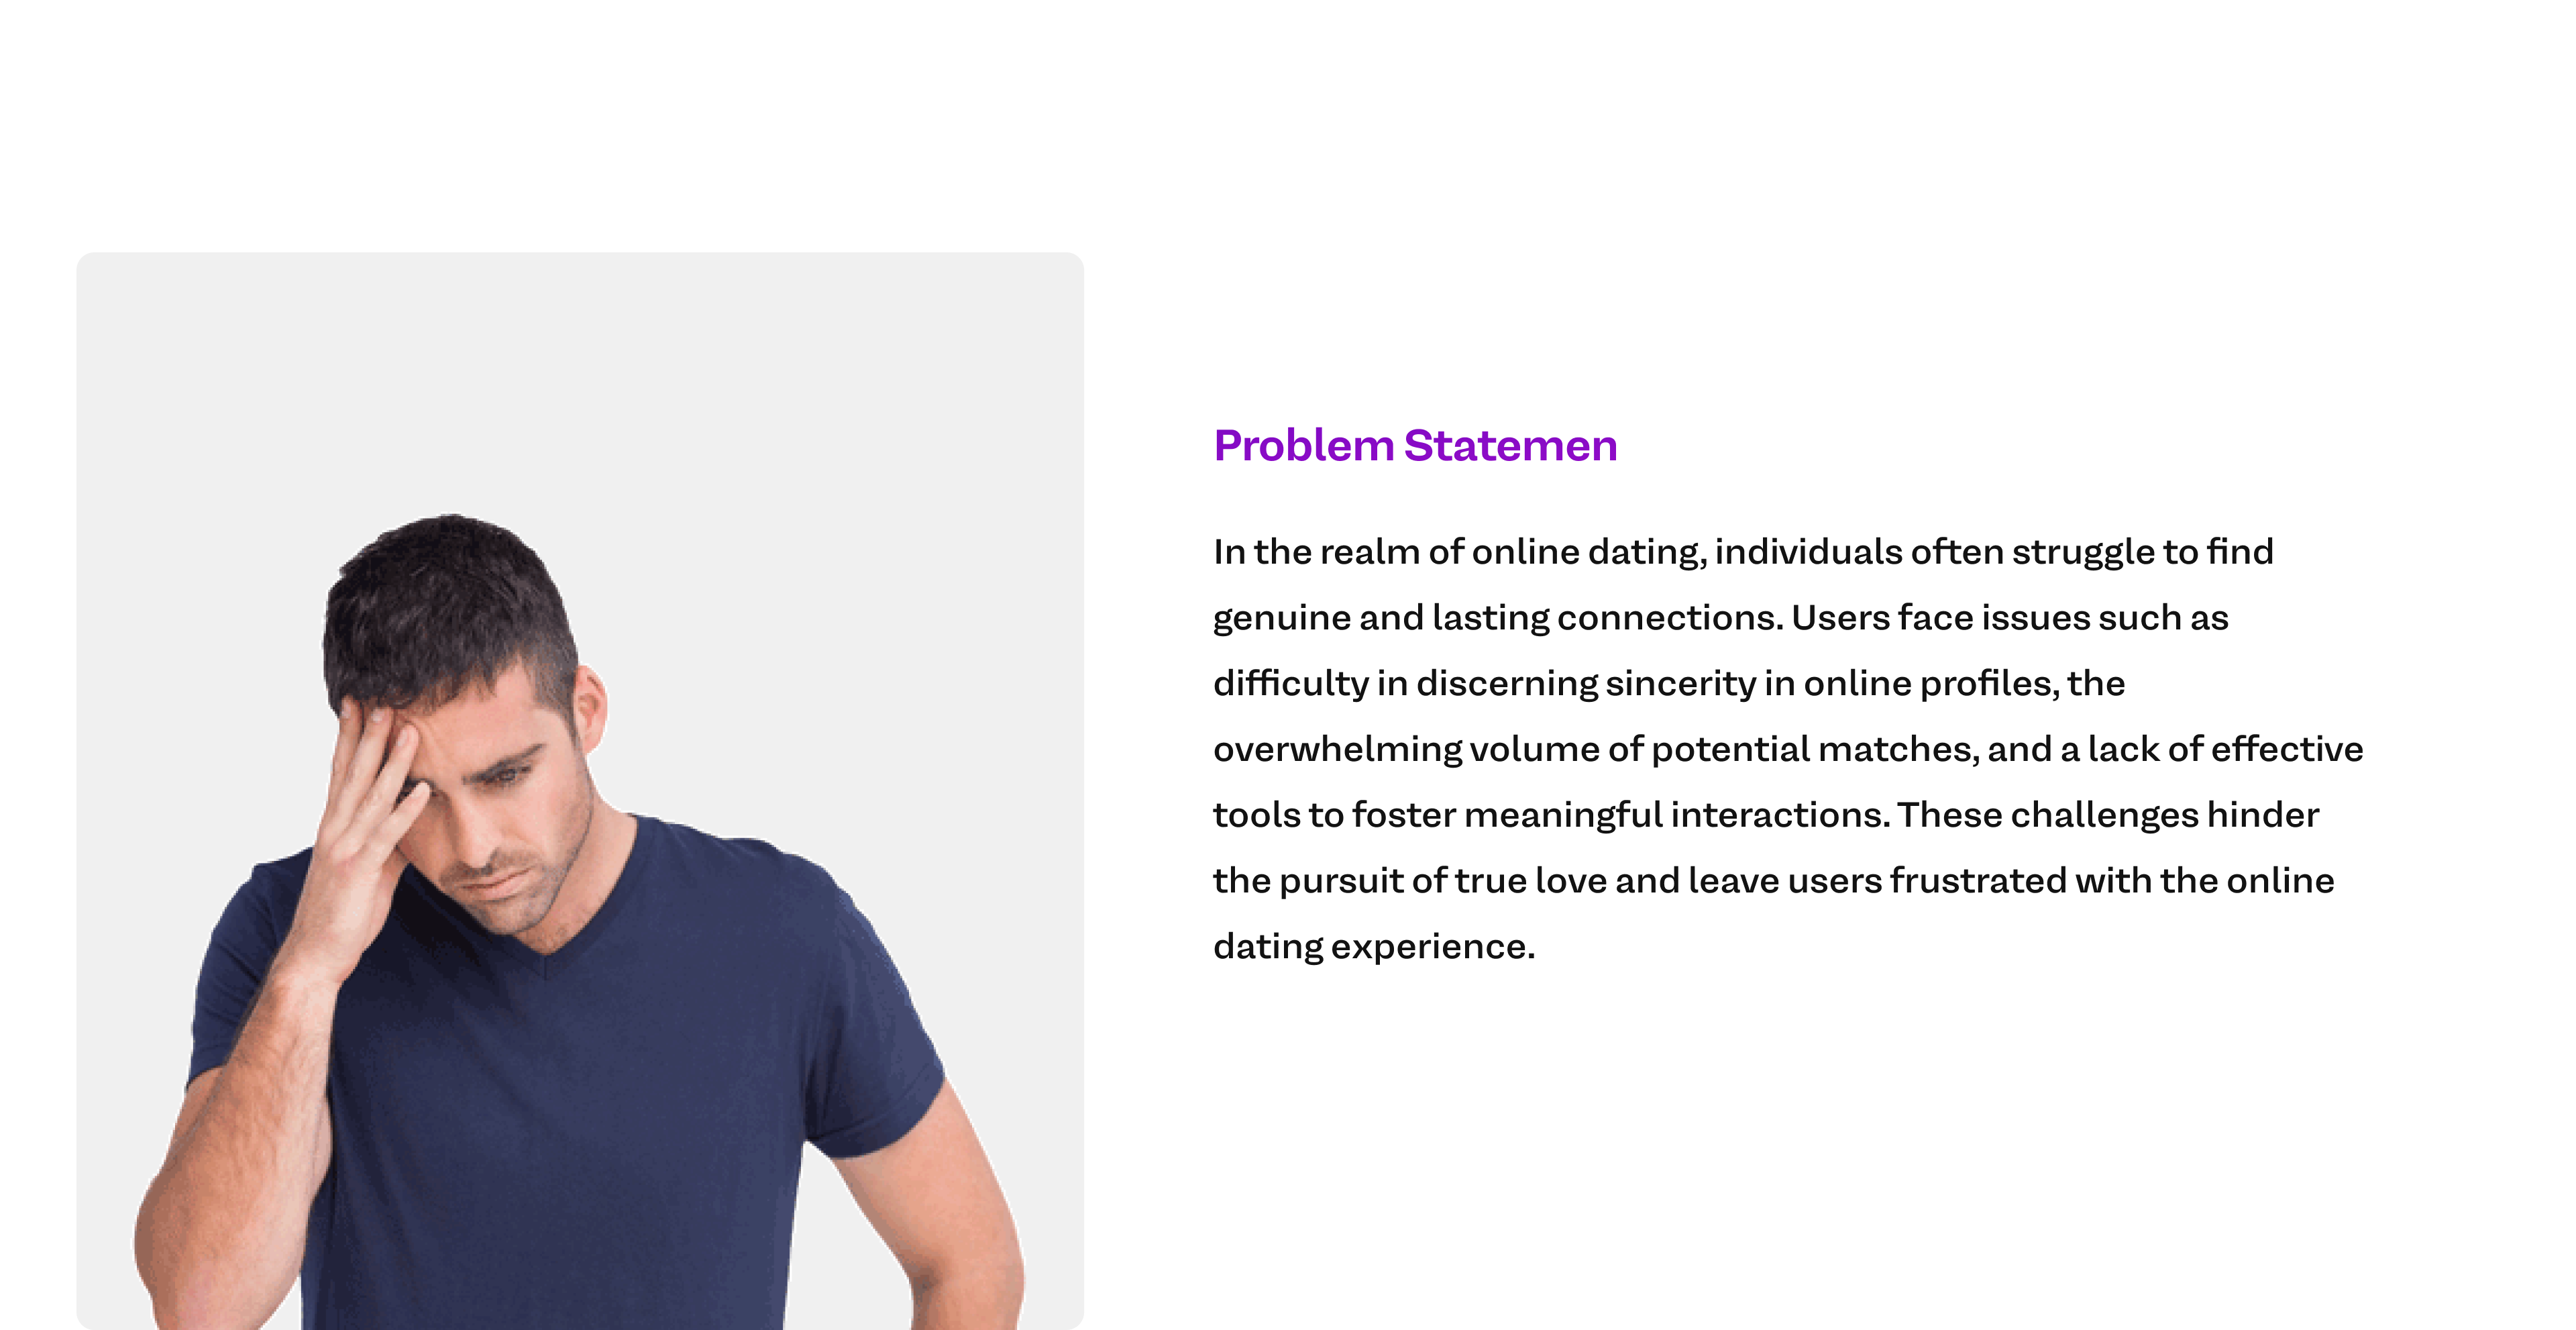 Problem Statemen
In the realm of online dating, individuals often struggle to find
genuine and lasting connections. Users face issues such as
difficulty in discerning sincerity in online profiles, the
overwhelming volume of potential matches, and a lack of effective
tools to foster meaningful interactions. These challenges hinder
the pursuit of true love and leave users frustrated with the online
dating experience.